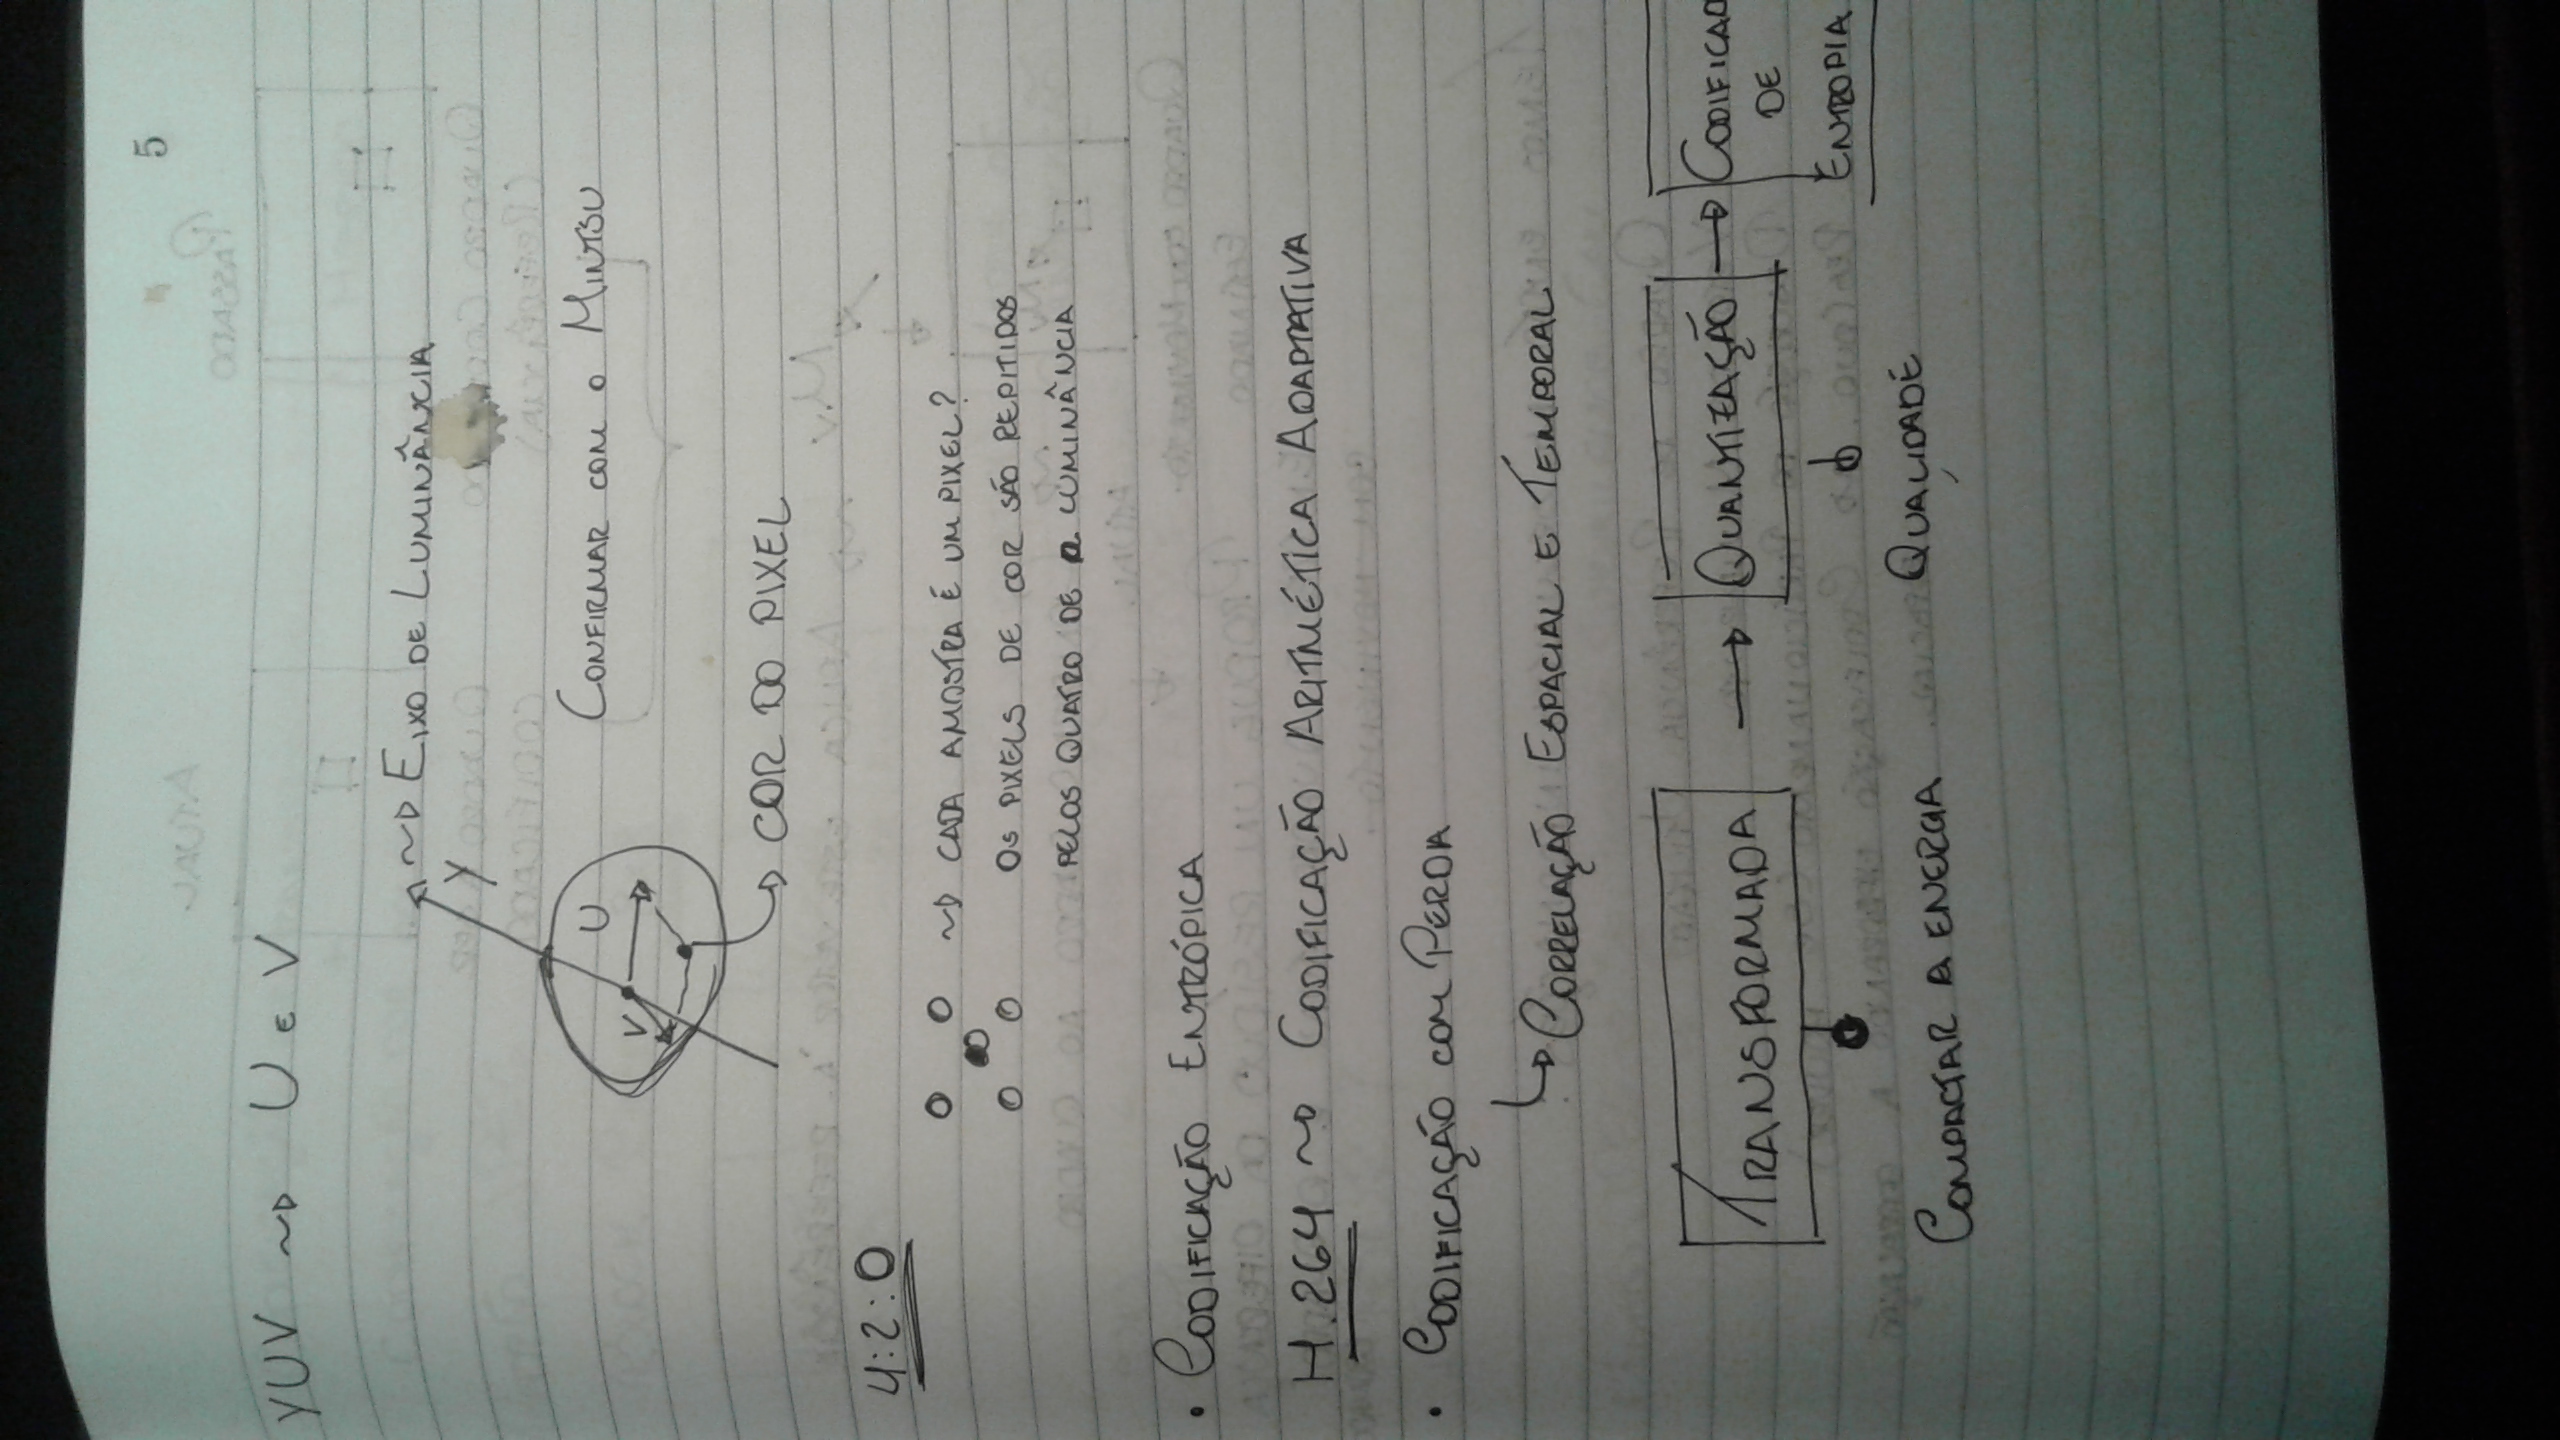 5
YUV ~> U e V
~> EIXO DE LUMINÂNCIA
Y
U
CONFIRMAR COM O MINTSU
V
COR DO PIXEL
4:2:0
~> CADA AMOSTRA É UM PIXEL?
OS PIXELS DE COR SÃO REPITIDOS
PELOS QUATRO DE LUMINÂNCIA
• CODIFICAÇÃO ENTRÓPICA
H.264 ~> CODIFICAÇÃO ARITMÉTICA ADAPTATIVA
• CODIFICAÇÃO COM PERDA
CORRELAÇÃO ESPACIAL E TEMPORAL
TRANSFORMADA → QUANTIZAÇÃO → CODIFICAD
DE
ENTROPIA
COMPACTAR A ENERGIA QUALIDADE